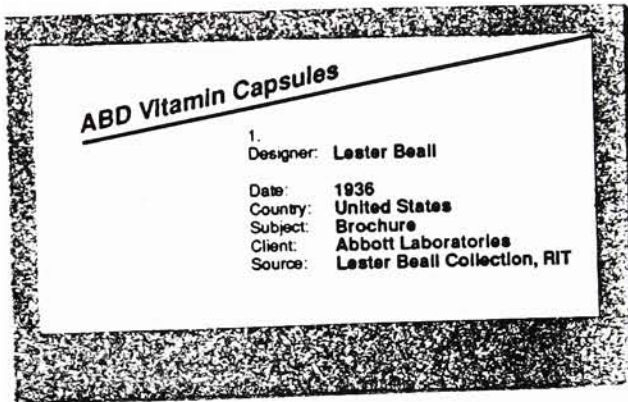 ABD Vitamin Capsules
1.
Designer: Lester Beall
Date: 1936
Country: United States
Subject: Brochure
Client: Abbott Laboratories
Source: Lester Beall Collection, RIT